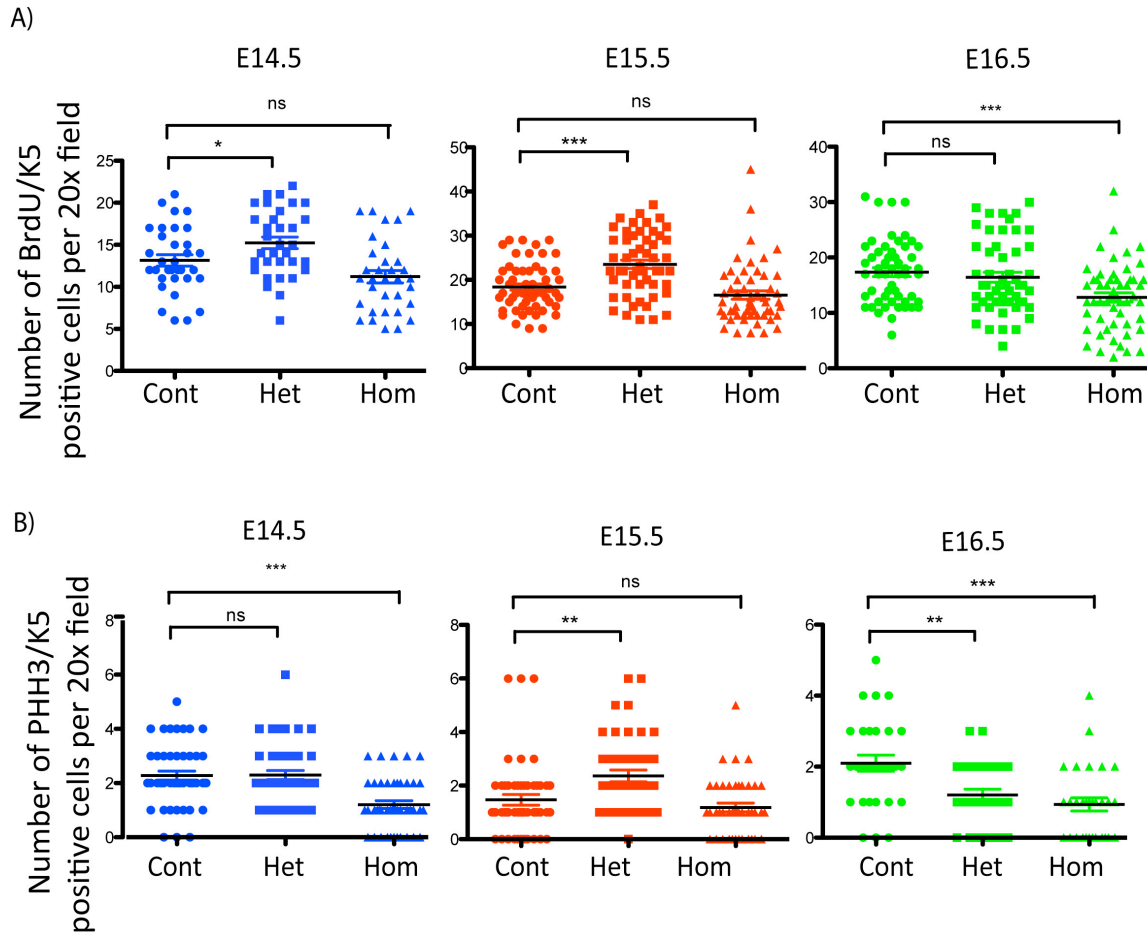 A)
E14.5
E15.5
E16.5
ns
*
ns
***
***
ns
Number of BrdU/K5
positive cells per 20x field
25
20
15
10
5
0
Cont Het Hom
50
40
30
20
10
0
Cont Het Hom
40
30
20
10
0
Cont Het Hom
B)
E14.5
E15.5
E16.5
***
ns
ns
**
***
**
Number of PHH3/K5
positive cells per 20x field
8
6
4
2
0
Cont Het Hom
8
6
4
2
0
Cont Het Hom
6
4
2
0
Cont Het Hom